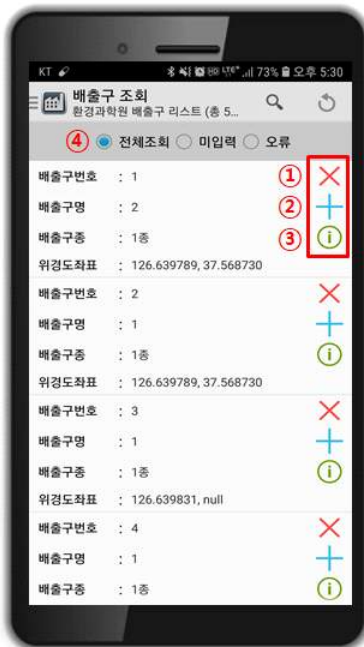 KT 73% 오후 5:30
배출구 조회
환경과학원 배출구 리스트 (총 5...
④ 전체조회 미입력 오류
배출구번호 : 1 ①
배출구명 : 2 ②
배출구종 : 1종 ③
위경도좌표 : 126.639789, 37.568730
배출구번호 : 2
배출구명 : 1
배출구종 : 1종
위경도좌표 : 126.639789, 37.568730
배출구번호 : 3
배출구명 : 1
배출구종 : 1종
위경도좌표 : 126.639831, null
배출구번호 : 4
배출구명 : 1
배출구종 : 1종